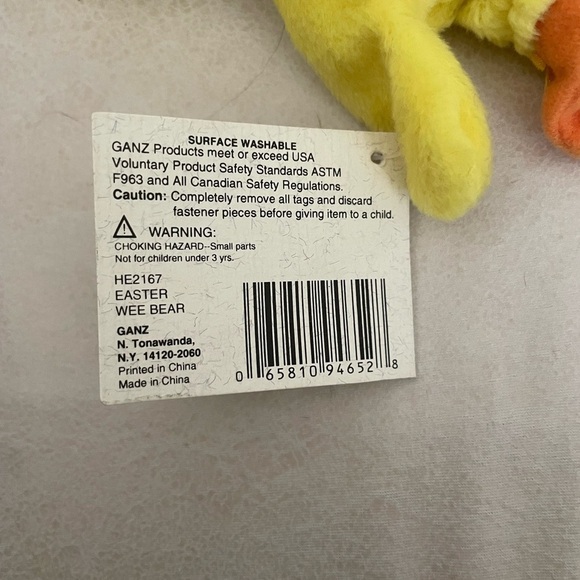 SURFACE WASHABLE
GANZ Products meet or exceed USA
Voluntary Product Safety Standards ASTM
F963 and All Canadian Safety Regulations.
Caution: Completely remove all tags and discard
fastener pieces before giving item to a child.
WARNING:
CHOKING HAZARD--Small parts
Not for children under 3 yrs.
HE2167
EASTER
WEE BEAR
GANZ
N. Tonawanda,
N.Y. 14120-2060
Printed in China
Made in China
0 65810 94652 8